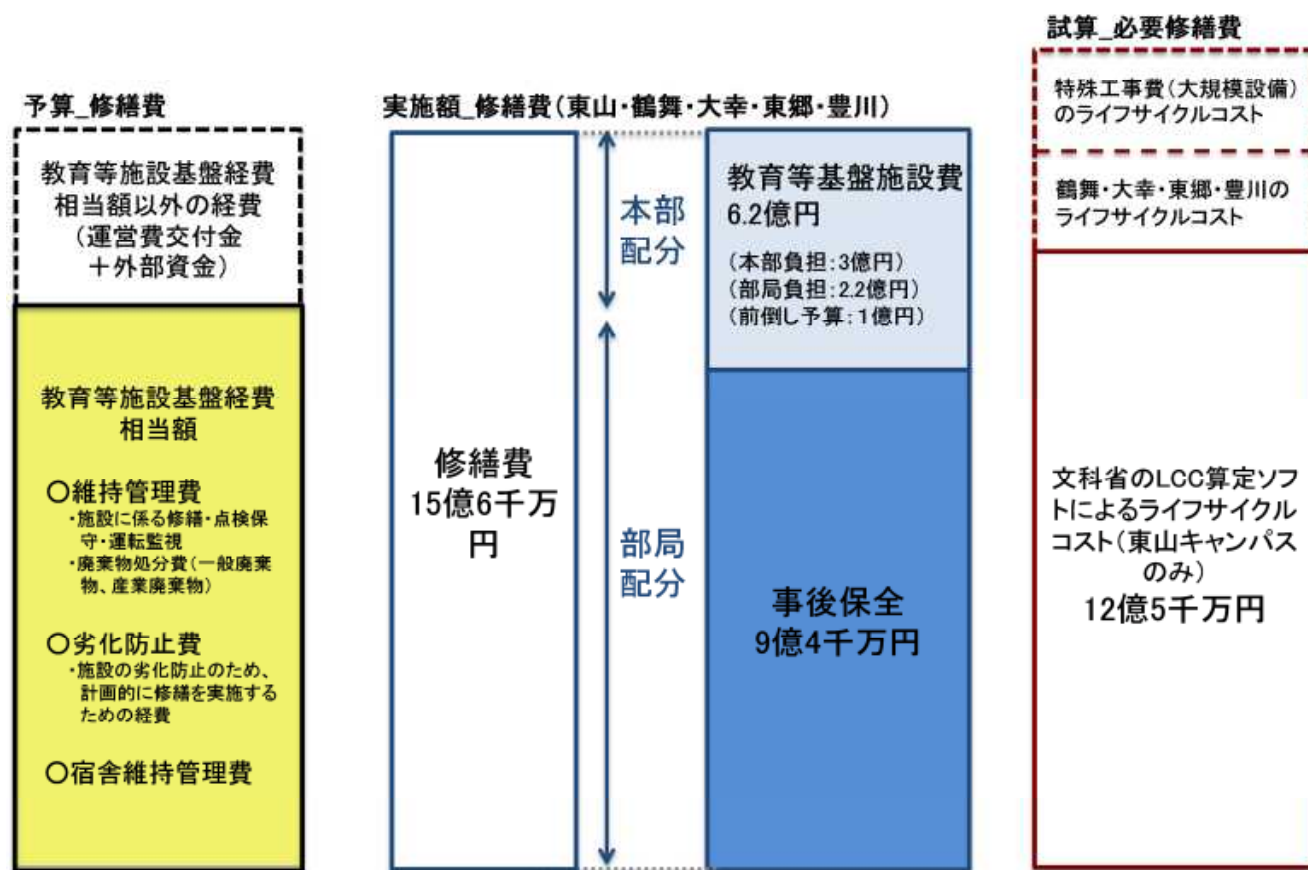 予算_修繕費
教育等施設基盤経費
相当額以外の経費
(運営費交付金
+外部資金)
教育等施設基盤経費
相当額
○維持管理費
・施設に係る修繕・点検保
守・運転監視
・廃棄物処分費(一般廃棄
物、産業廃棄物)
○劣化防止費
・施設の劣化防止のため、
計画的に修繕を実施する
ための経費
○宿舎維持管理費
実施額_修繕費(東山・鶴舞・大幸・東郷・豊川)
修繕費
15億6千万
円
本部
配分
部局
配分
教育等基盤施設費
6.2億円
(本部負担:3億円)
(部局負担:2.2億円)
(前倒し予算:1億円)
事後保全
9億4千万円
試算_必要修繕費
特殊工事費(大規模設備)
のライフサイクルコスト
鶴舞・大幸・東郷・豊川の
ライフサイクルコスト
文科省のLCC算定ソフ
トによるライフサイクル
コスト(東山キャンパス
のみ)
12億5千万円